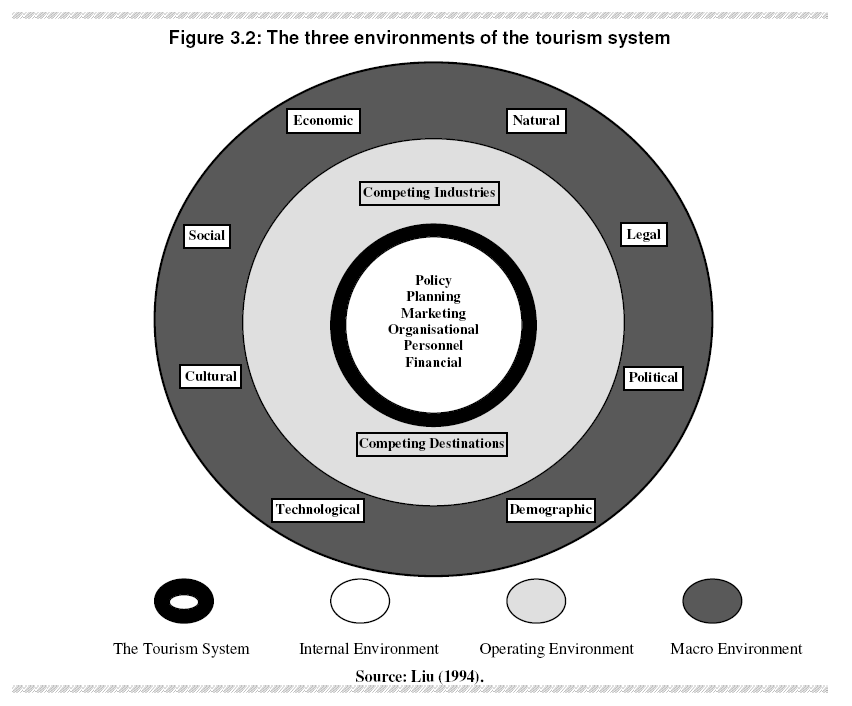 Figure 3.2: The three environments of the tourism system
Economic
Natural
Competing Industries
Social
Legal
Policy
Planning
Marketing
Organisational
Personnel
Financial
Cultural
Political
Competing Destinations
Technological
Demographic
The Tourism System
Internal Environment
Operating Environment
Macro Environment
Source: Liu (1994).